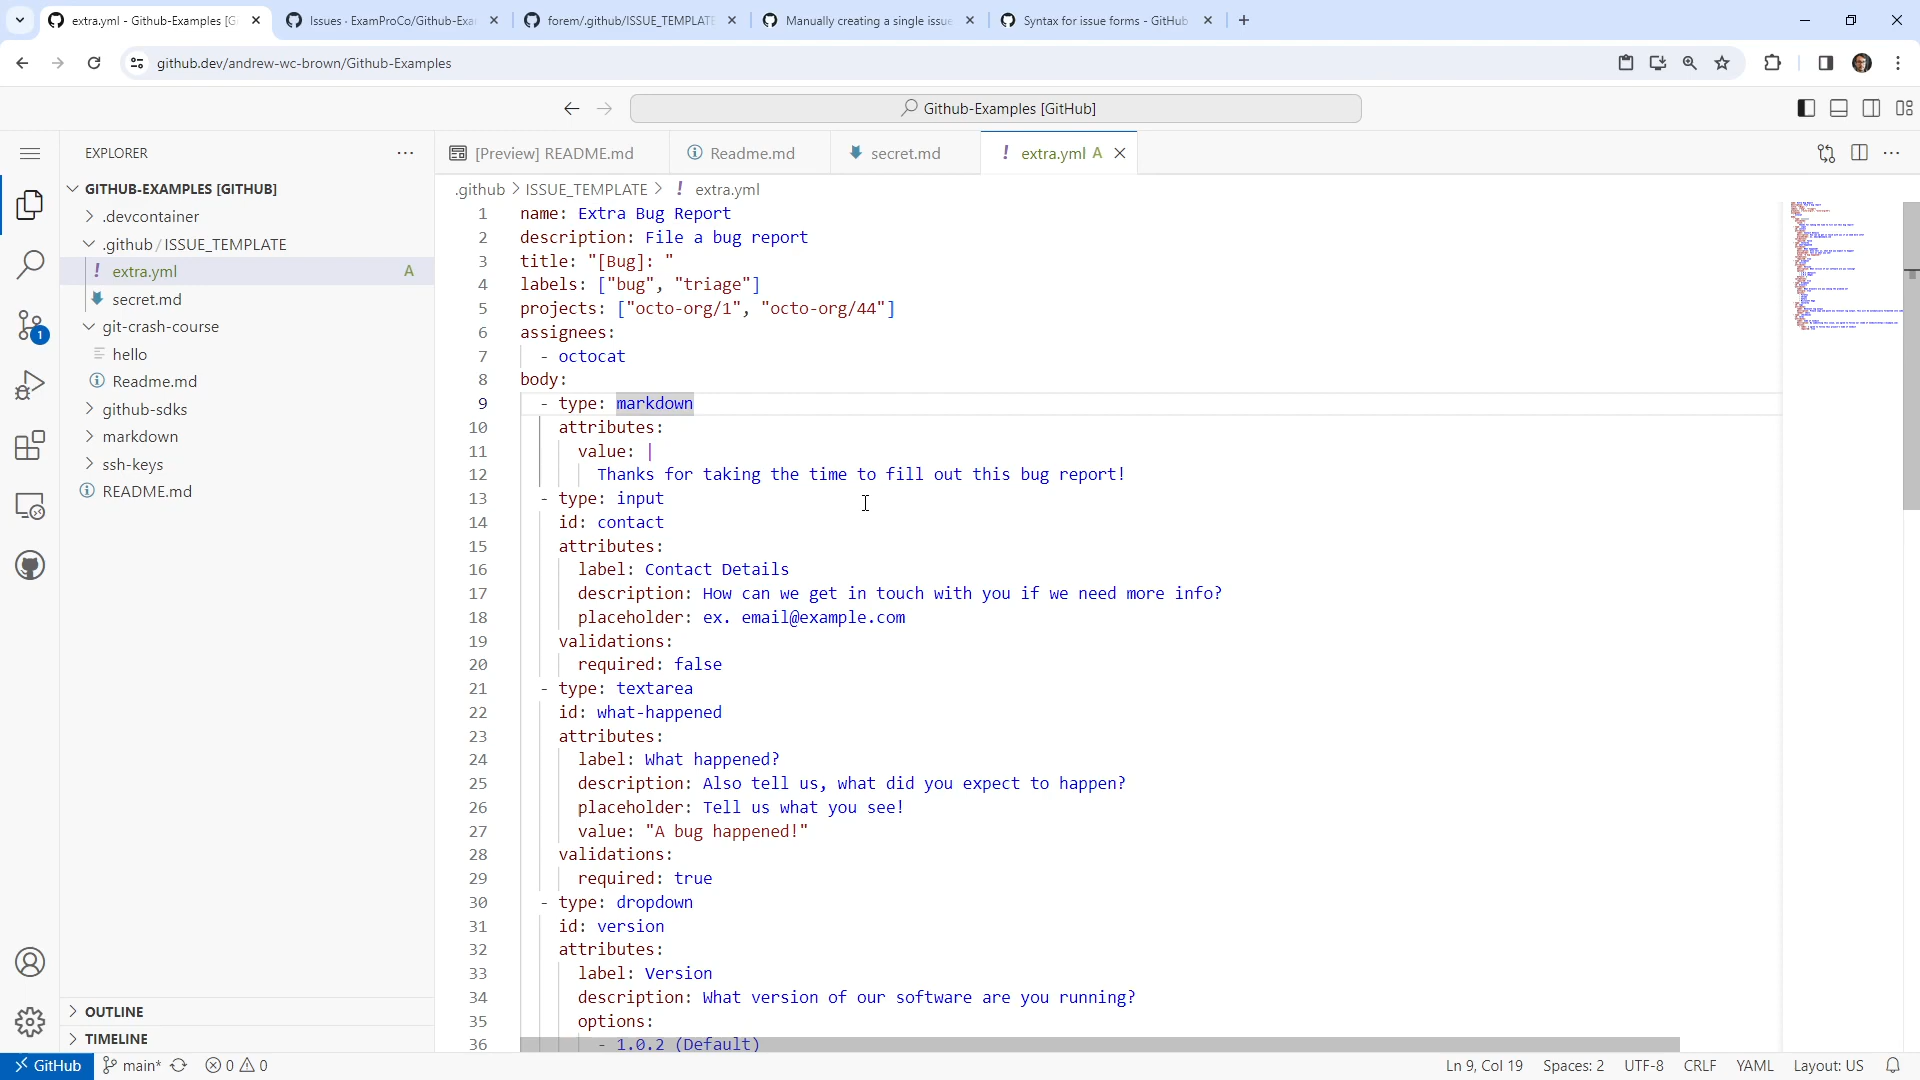 extra.yml - Github-Examples [G
Issues · ExamProCo/Github-Exa
forem/.github/ISSUE_TEMPLATE
Manually creating a single issue
Syntax for issue forms - GitHub
github.dev/andrew-wc-brown/Github-Examples
Github-Examples [GitHub]
EXPLORER
[Preview] README.md
Readme.md
secret.md
! extra.yml A
GITHUB-EXAMPLES [GITHUB]
.devcontainer
.github / ISSUE_TEMPLATE
! extra.yml A
secret.md
git-crash-course
hello
Readme.md
github-sdks
markdown
ssh-keys
README.md
OUTLINE
TIMELINE
1
.github > ISSUE_TEMPLATE > ! extra.yml
1 name: Extra Bug Report
2 description: File a bug report
3 title: "[Bug]: "
4 labels: ["bug", "triage"]
5 projects: ["octo-org/1", "octo-org/44"]
6 assignees:
7 - octocat
8 body:
9 - type: markdown
10 attributes:
11 value: |
12 Thanks for taking the time to fill out this bug report!
13 - type: input
14 id: contact
15 attributes:
16 label: Contact Details
17 description: How can we get in touch with you if we need more info?
18 placeholder: ex. email@example.com
19 validations:
20 required: false
21 - type: textarea
22 id: what-happened
23 attributes:
24 label: What happened?
25 description: Also tell us, what did you expect to happen?
26 placeholder: Tell us what you see!
27 value: "A bug happened!"
28 validations:
29 required: true
30 - type: dropdown
31 id: version
32 attributes:
33 label: Version
34 description: What version of our software are you running?
35 options:
36 - 1.0.2 (Default)
GitHub
main*
0 0
Ln 9, Col 19
Spaces: 2
UTF-8
CRLF
YAML
Layout: US